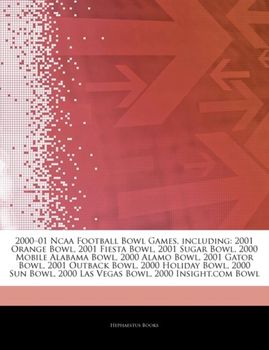 2000–01 Ncaa Football Bowl Games, including: 2001
Orange Bowl, 2001 Fiesta Bowl, 2001 Sugar Bowl, 2000
Mobile Alabama Bowl, 2000 Alamo Bowl, 2001 Gator
Bowl, 2001 Outback Bowl, 2000 Holiday Bowl, 2000
Sun Bowl, 2000 Las Vegas Bowl, 2000 Insight.com Bowl
Hephaestus Books